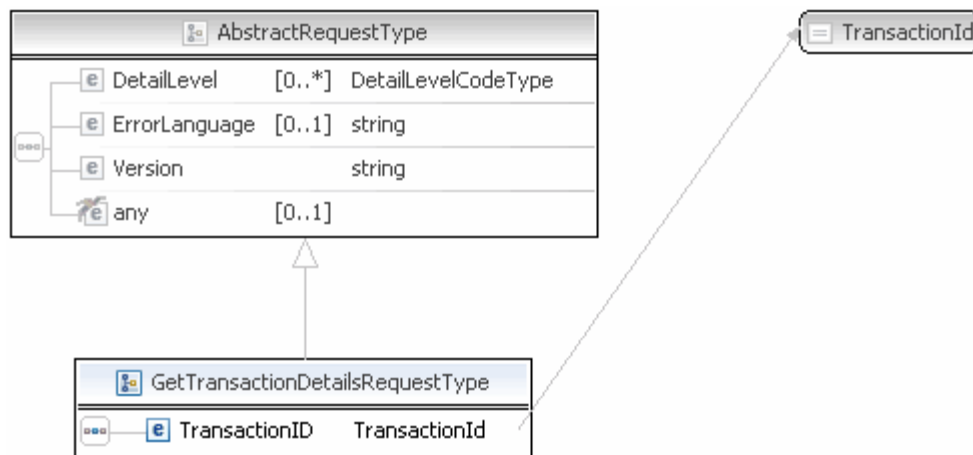 AbstractRequestType
TransactionId
DetailLevel [0..*] DetailLevelCodeType
ErrorLanguage [0..1] string
Version string
any [0..1]
GetTransactionDetailsRequestType
TransactionID TransactionId